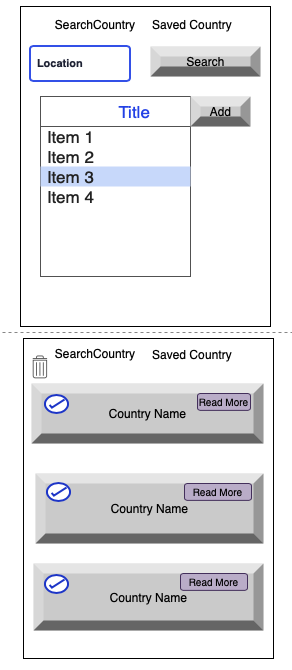 SearchCountry Saved Country
Location
Search
Title
Add
Item 1
Item 2
Item 3
Item 4
SearchCountry Saved Country
Read More
Country Name
Read More
Country Name
Read More
Country Name